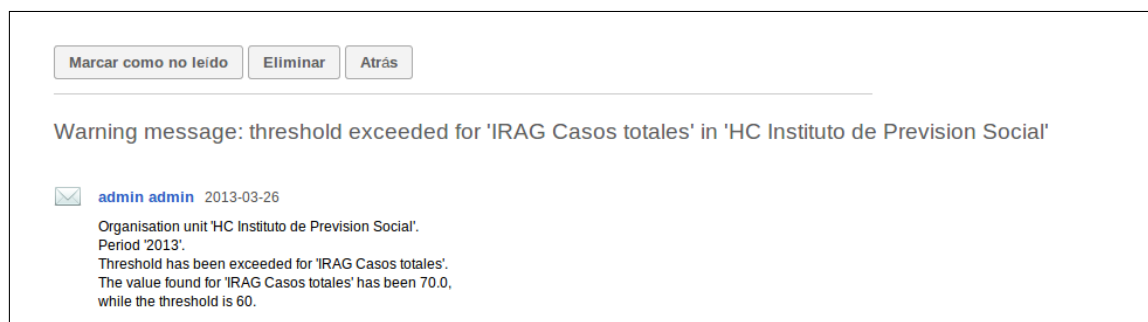 Marcar como no leído Eliminar Atrás
Warning message: threshold exceeded for 'IRAG Casos totales' in 'HC Instituto de Prevision Social'
admin admin 2013-03-26
Organisation unit 'HC Instituto de Prevision Social'.
Period '2013'.
Threshold has been exceeded for 'IRAG Casos totales'.
The value found for 'IRAG Casos totales' has been 70.0,
while the threshold is 60.